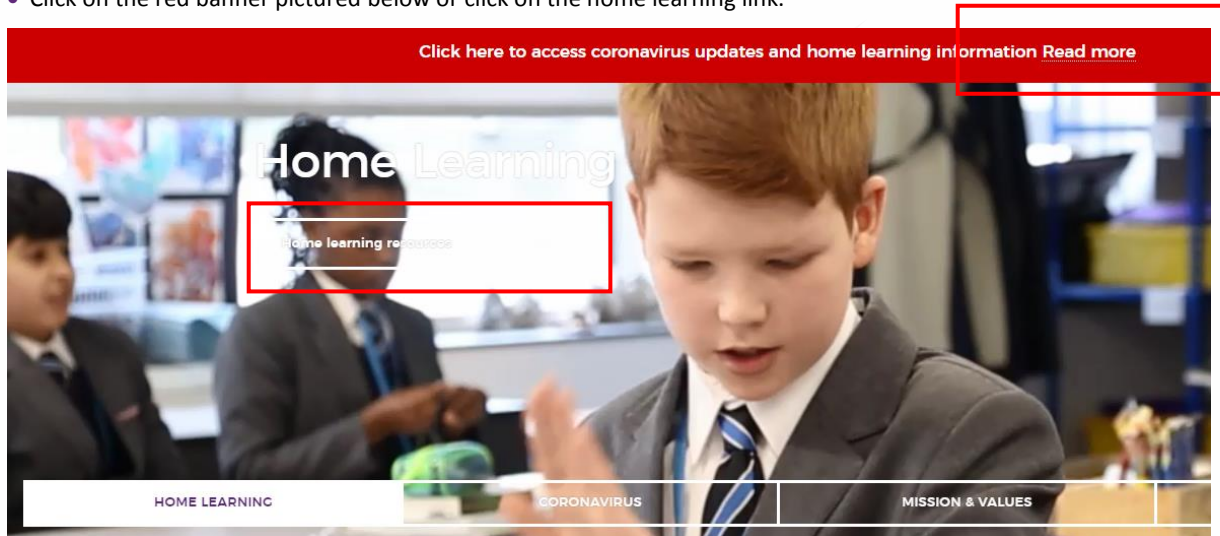 • Click on the red banner pictured below or click on the home learning link.
Click here to access coronavirus updates and home learning information Read more
Home Learning
Home learning resources
HOME LEARNING CORONAVIRUS MISSION & VALUES